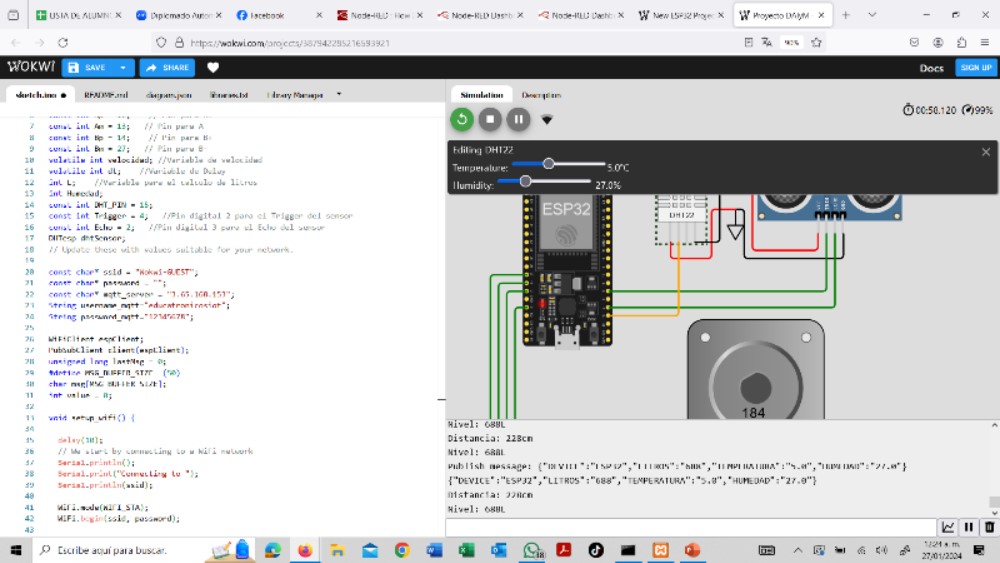 LISTA DE ALUMN
Diplomado Autor
Facebook
Node-RED : How
Node-RED Dashb
Node-RED Dashb
New ESP32 Proje
Proyecto DAIyM
https://wokwi.com/projects/387942285216593921
90%
WOKWI
SAVE
SHARE
Docs
SIGN UP
sketch.ino
README.md
diagram.json
libraries.txt
Library Manager
Simulation
Description
00:58.120
99%
Editing DHT22
Temperature:
5.0°C
Humidity:
27.0%
7 const int Am = 13; // Pin para A
8 const int Bp = 14; // Pin para B+
9 const int Bm = 27; // Pin para B-
10 volatile int velocidad; //Variable de velocidad
11 volatile int dt; //Variable de Delay
12 int L; //Variable para el calculo de litros
13 int Humedad;
14 const int DHT_PIN = 15;
15 const int Trigger = 4; //Pin digital 2 para el Trigger del sensor
16 const int Echo = 2; //Pin digital 3 para el Echo del sensor
17 DHTesp dhtSensor;
18 // Update these with values suitable for your network.
19
20 const char* ssid = "Wokwi-GUEST";
21 const char* password = "";
22 const char* mqtt_server = "3.65.168.153";
23 String username_mqtt="educatronicosiot";
24 String password_mqtt="12345678";
25
26 WiFiClient espClient;
27 PubSubClient client(espClient);
28 unsigned long lastMsg = 0;
29 #define MSG_BUFFER_SIZE (50)
30 char msg[MSG_BUFFER_SIZE];
31 int value = 0;
32
33 void setup_wifi() {
34
35 delay(10);
36 // We start by connecting to a WiFi network
37 Serial.println();
38 Serial.print("Connecting to ");
39 Serial.println(ssid);
40
41 WiFi.mode(WIFI_STA);
42 WiFi.begin(ssid, password);
43
ESP32
DHT22
184
Nivel: 688L
Distancia: 228cm
Nivel: 688L
Publish message: {"DEVICE":"ESP32","LITROS":"688","TEMPERATURA":"5.0","HUMEDAD":"27.0"}
{"DEVICE":"ESP32","LITROS":"688","TEMPERATURA":"5.0","HUMEDAD":"27.0"}
Distancia: 228cm
Nivel: 688L
Escribe aquí para buscar.
27/01/2024